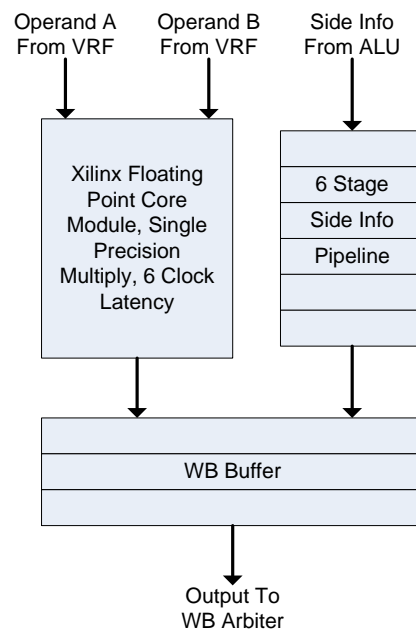 Operand A
From VRF
Operand B
From VRF
Side Info
From ALU
Xilinx Floating
Point Core
Module, Single
Precision
Multiply, 6 Clock
Latency
6 Stage
Side Info
Pipeline
WB Buffer
Output To
WB Arbiter